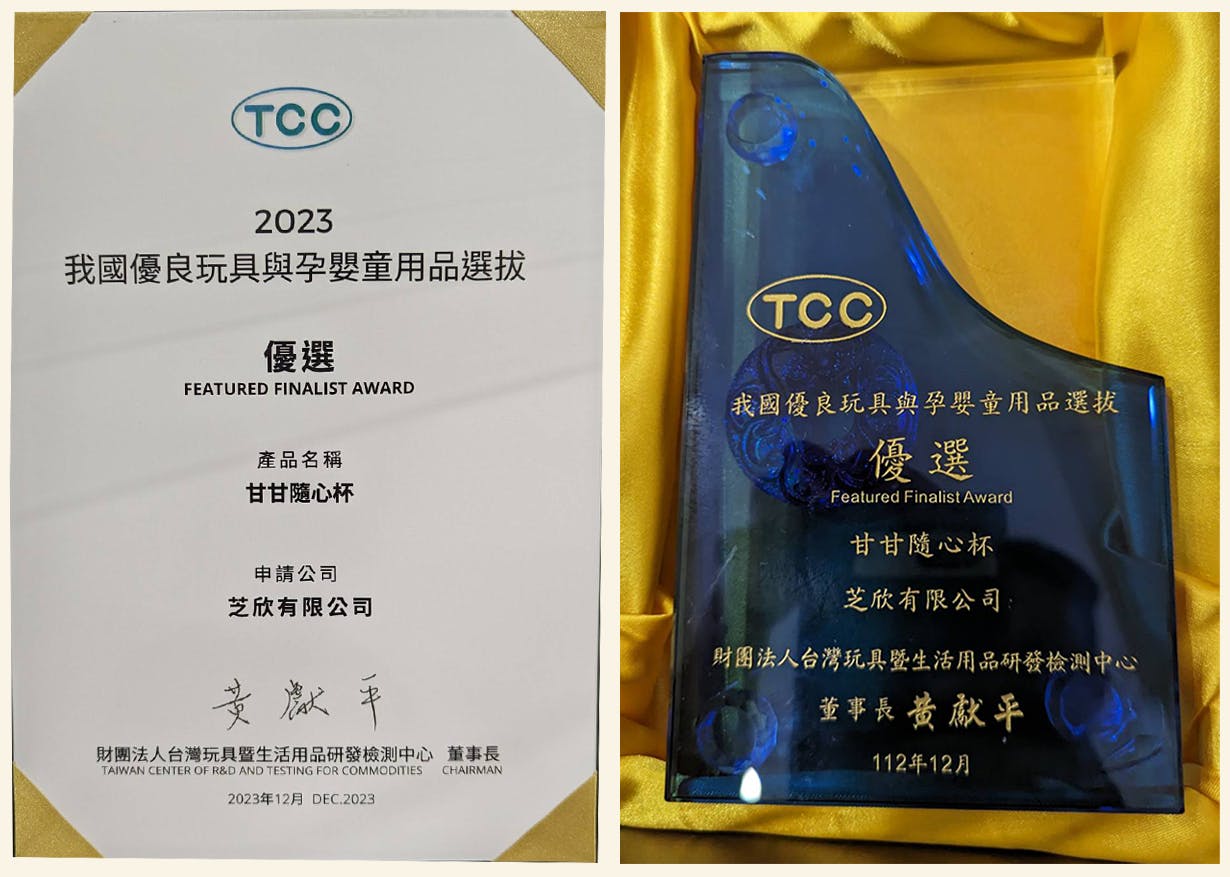 TCC
2023
我國優良玩具與孕嬰童用品選拔
優選
FEATURED FINALIST AWARD
產品名稱
甘甘隨心杯
申請公司
芝欣有限公司
黃獻平
財團法人台灣玩具暨生活用品研發檢測中心 董事長
TAIWAN CENTER OF R&D AND TESTING FOR COMMODITIES CHAIRMAN
2023年12月 DEC.2023
TCC
我國優良玩具與孕嬰童用品選拔
優選
Featured Finalist Award
甘甘隨心杯
芝欣有限公司
財團法人台灣玩具暨生活用品研發檢測中心
董事長 黃獻平
112年12月